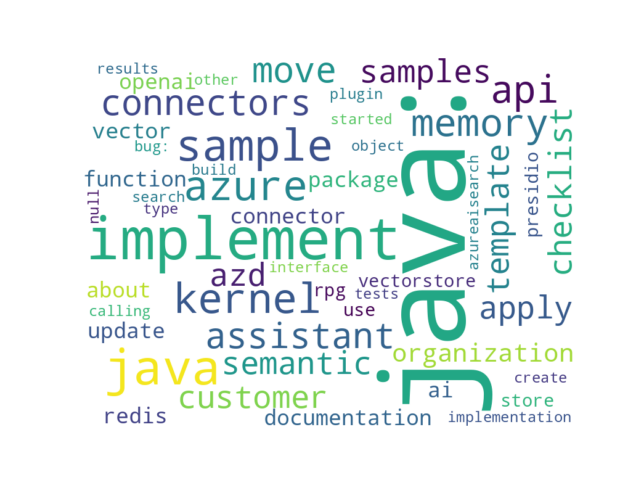 results
openai
other
move
samples
api
connectors
plugin
started
memory
vector
bug:
sample
object
java:
function
build
azure
package
search
type
null
connector
azureaisearch
template
presidio
checklist
implement
azd
interface
vectorstore
about
kernel
rpg
tests
use
calling
apply
update
assistant
organization
java
semantic
customer
ai
create
store
redis
documentation
implementation